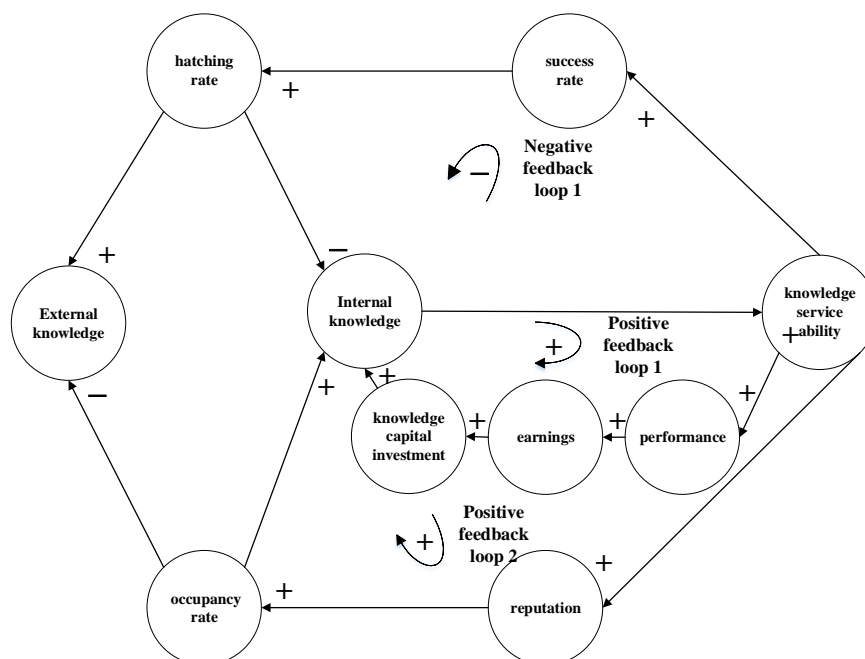 hatching
rate
+
success
rate
+
Negative
feedback
loop 1
−
+
−
External
knowledge
Internal
knowledge
knowledge
service
ability
+
Positive
feedback
loop 1
+
−
+
+
knowledge
capital
investment
+
earnings
+
performance
+
Positive
feedback
loop 2
+
occupancy
rate
+
reputation
+